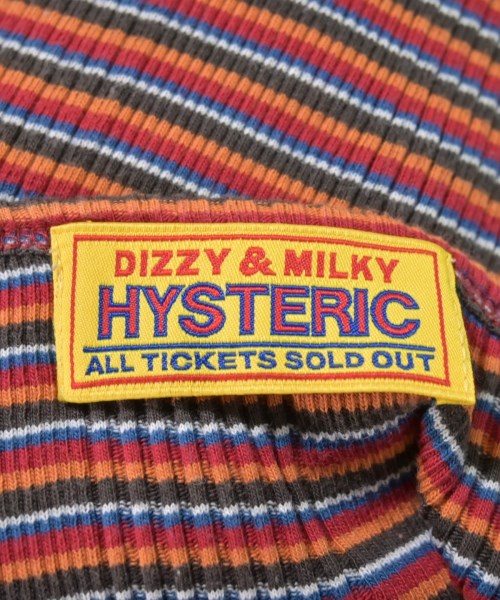 DIZZY & MILKY
HYSTERIC
ALL TICKETS SOLD OUT